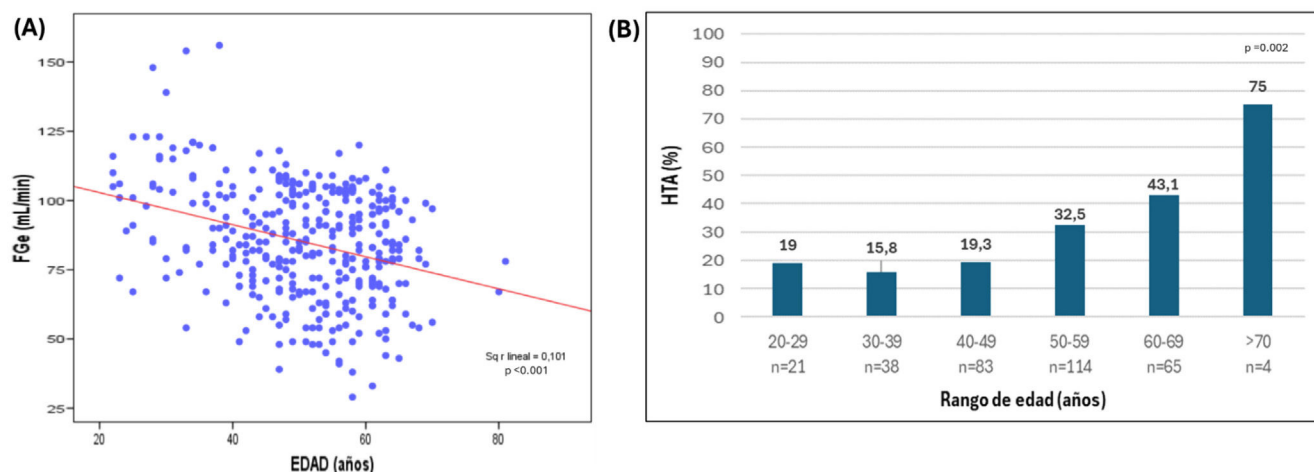 (A)
FGe (mL/min)
150
125
100
75
50
25
Sq r lineal = 0,101
p <0.001
20
40
60
80
EDAD (años)
(B)
HTA (%)
100
90
80
70
60
50
40
30
20
10
0
p =0.002
19
15,8
19,3
32,5
43,1
75
20-29
30-39
40-49
50-59
60-69
>70
n=21
n=38
n=83
n=114
n=65
n=4
Rango de edad (años)